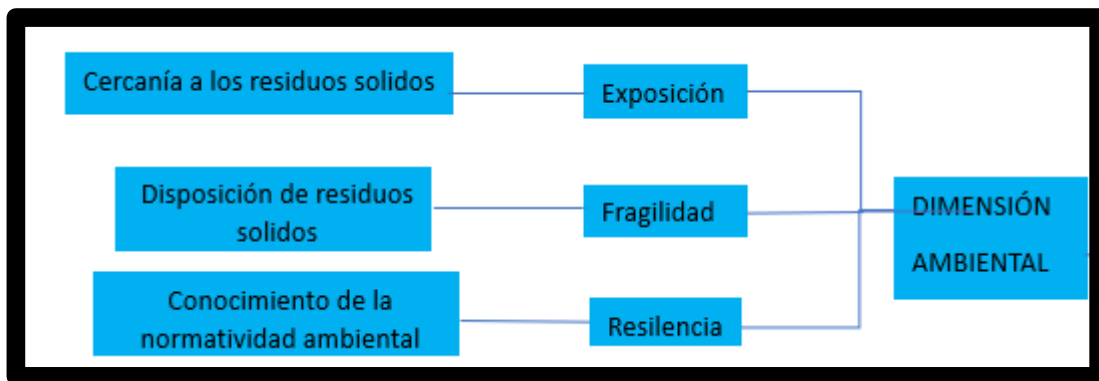 Cercanía a los residuos solidos
Exposición
Disposición de residuos
solidos
Fragilidad
DIMENSIÓN
AMBIENTAL
Conocimiento de la
normatividad ambiental
Resilencia